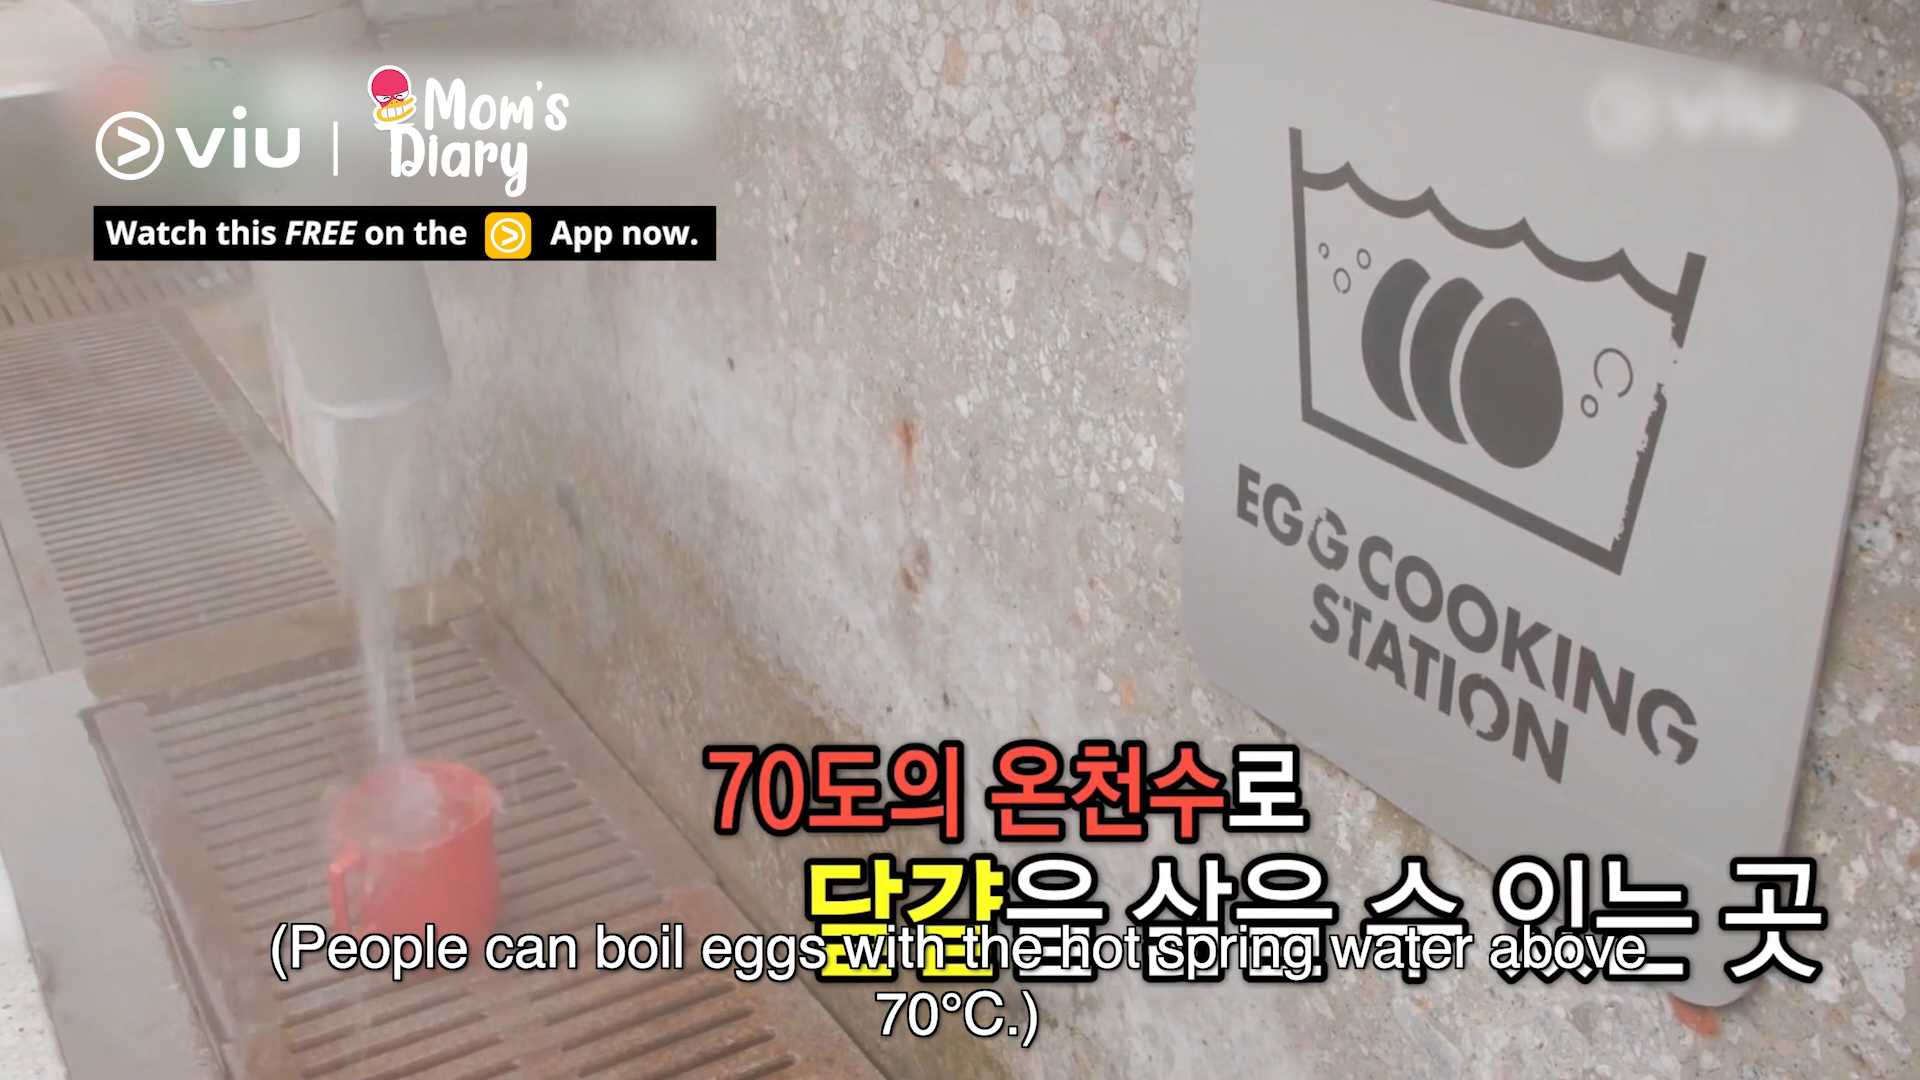 viu | Mom's
Diary
Watch this FREE on the App now.
viu
EGG COOKING
STATION
70도의 온천수로
달걀을 삶을 수 있는 곳
(People can boil eggs with the hot spring water above
70°C.)